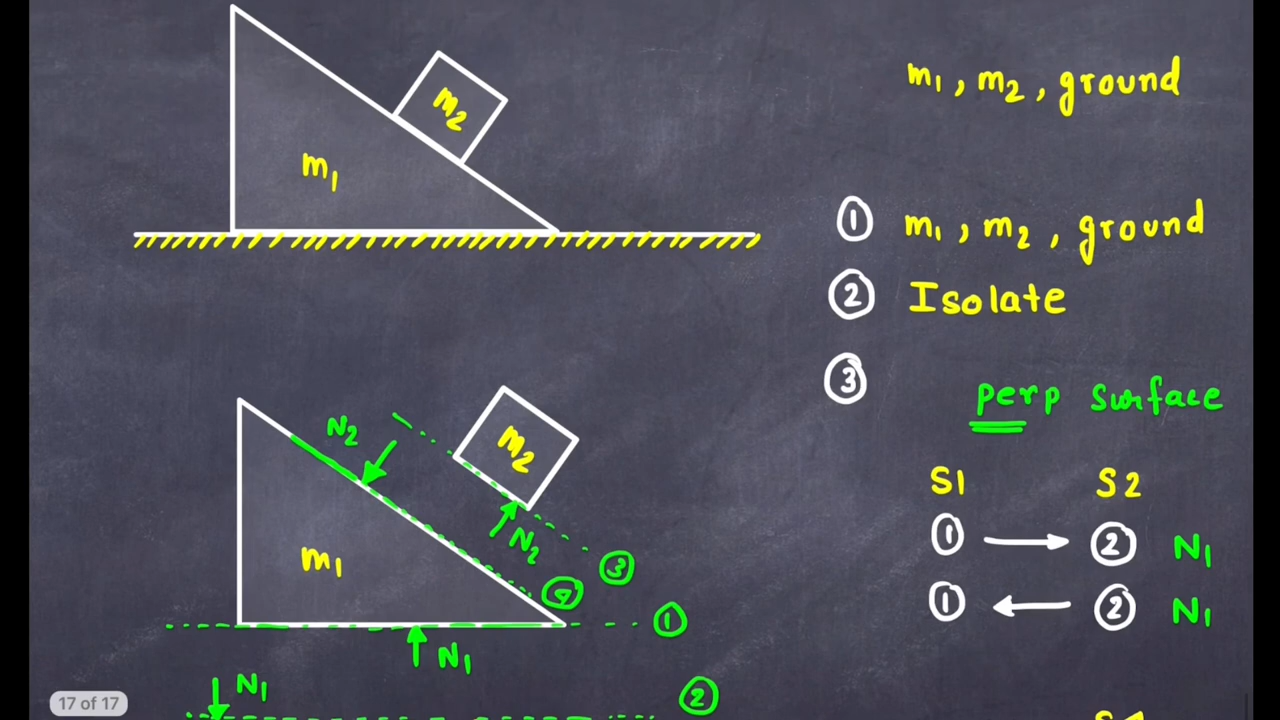 m2
m1
m1, m2, ground
① m1, m2, ground
② Isolate
③
perp surface
N2
m2
N2
m1
③
④
①
N1
S1 S2
① → ② N1
① ← ② N1
N1
②
17 of 17